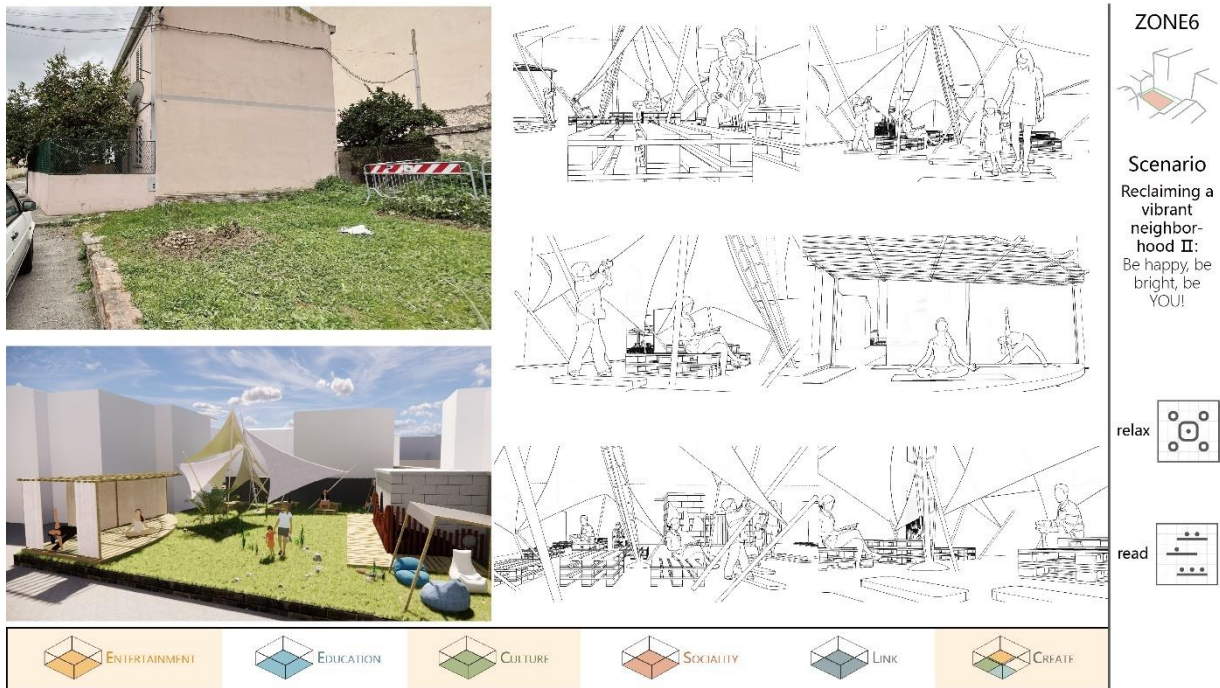 ZONE6
Scenario
Reclaiming a
vibrant
neighbor-
hood II:
Be happy, be
bright, be
YOU!
relax
read
ENTERTAINMENT
EDUCATION
CULTURE
SOCIALITY
LINK
CREATE